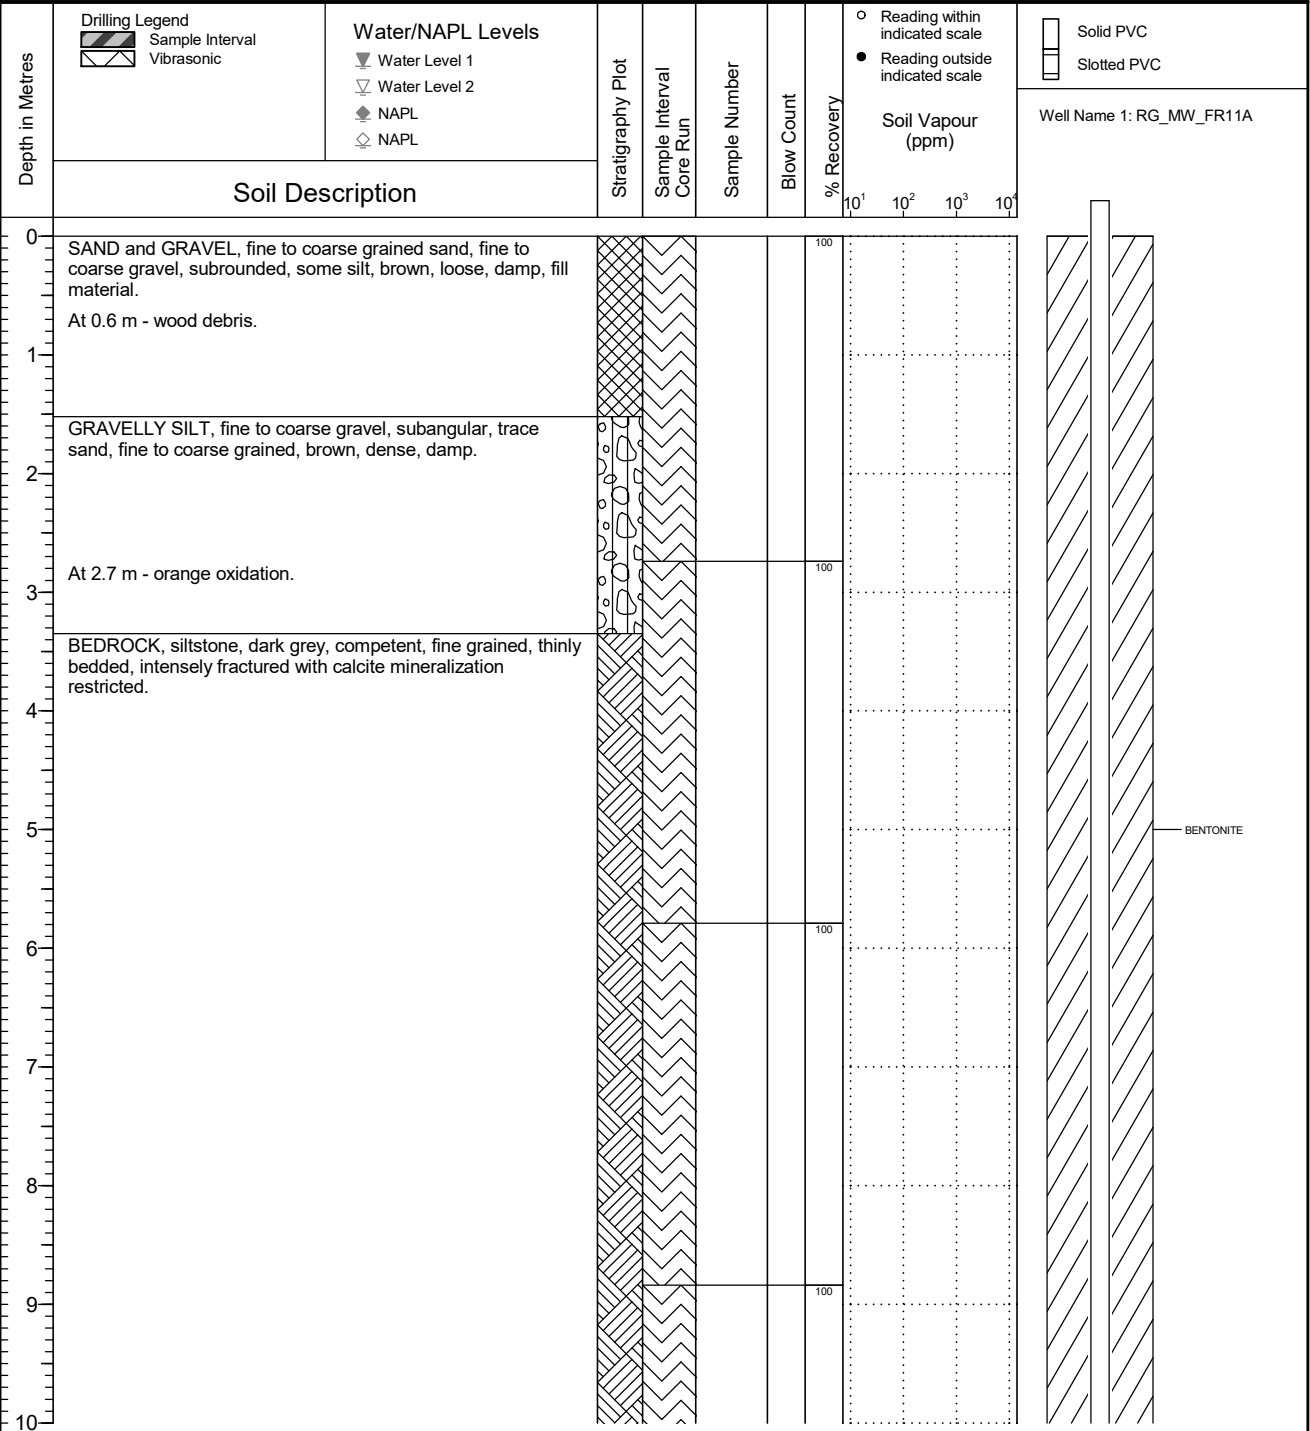 Drilling Legend
Sample Interval
Vibrasonic
Water/NAPL Levels
Water Level 1
Water Level 2
NAPL
NAPL
Depth in Metres
Soil Description
Stratigraphy Plot
Sample Interval
Core Run
Sample Number
Blow Count
% Recovery
Reading within
indicated scale
Reading outside
indicated scale
Soil Vapour
(ppm)
10¹ 10² 10³ 10⁴
Solid PVC
Slotted PVC
Well Name 1: RG_MW_FR11A
0
SAND and GRAVEL, fine to coarse grained sand, fine to
coarse gravel, subrounded, some silt, brown, loose, damp, fill
material.
At 0.6 m - wood debris.
100
1
GRAVELLY SILT, fine to coarse gravel, subangular, trace
sand, fine to coarse grained, brown, dense, damp.
2
At 2.7 m - orange oxidation.
100
3
BEDROCK, siltstone, dark grey, competent, fine grained, thinly
bedded, intensely fractured with calcite mineralization
restricted.
4
5
BENTONITE
6
100
7
8
9
100
10